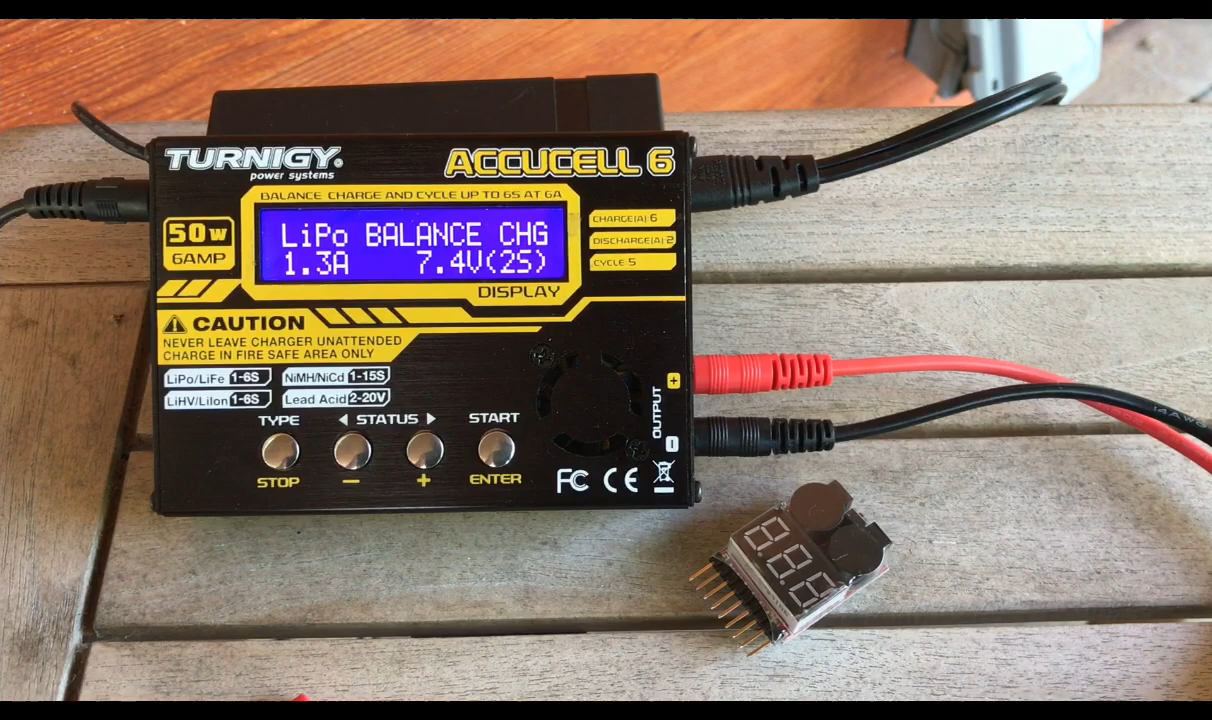 TURNIGY
power systems
ACCUCELL 6
BALANCE CHARGE AND CYCLE UP TO 6S AT 6A
50W
6AMP
LiPo BALANCE CHG
1.3A 7.4V(2S)
CHARGE(A):6
DISCHARGE(A):2
CYCLE 5
DISPLAY
CAUTION
NEVER LEAVE CHARGER UNATTENDED
CHARGE IN FIRE SAFE AREA ONLY
LiPo/LiFe 1-6S
NiMH/NiCd 1-15S
LiHV/LiIon 1-6S
Lead Acid 2-20V
TYPE
STATUS
START
STOP
-
+
ENTER
OUTPUT
+
-
FC CE
14AW